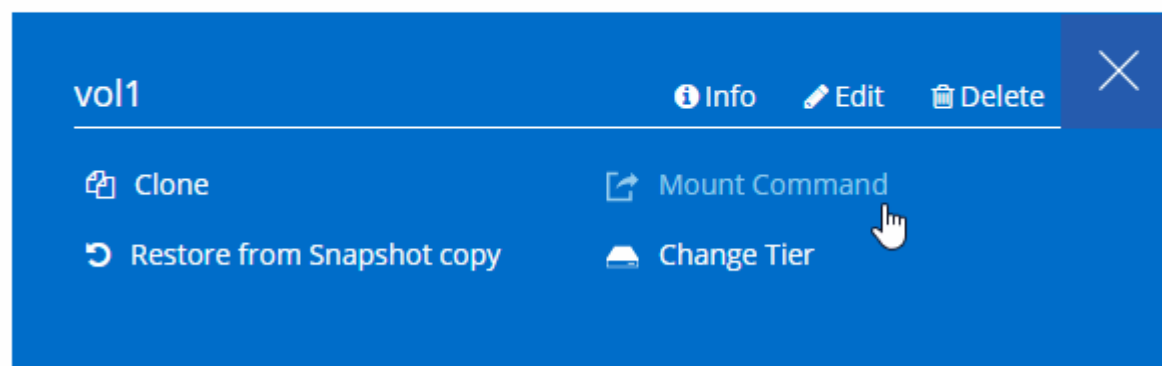 vol1 Info Edit Delete
Clone Mount Command
Restore from Snapshot copy Change Tier